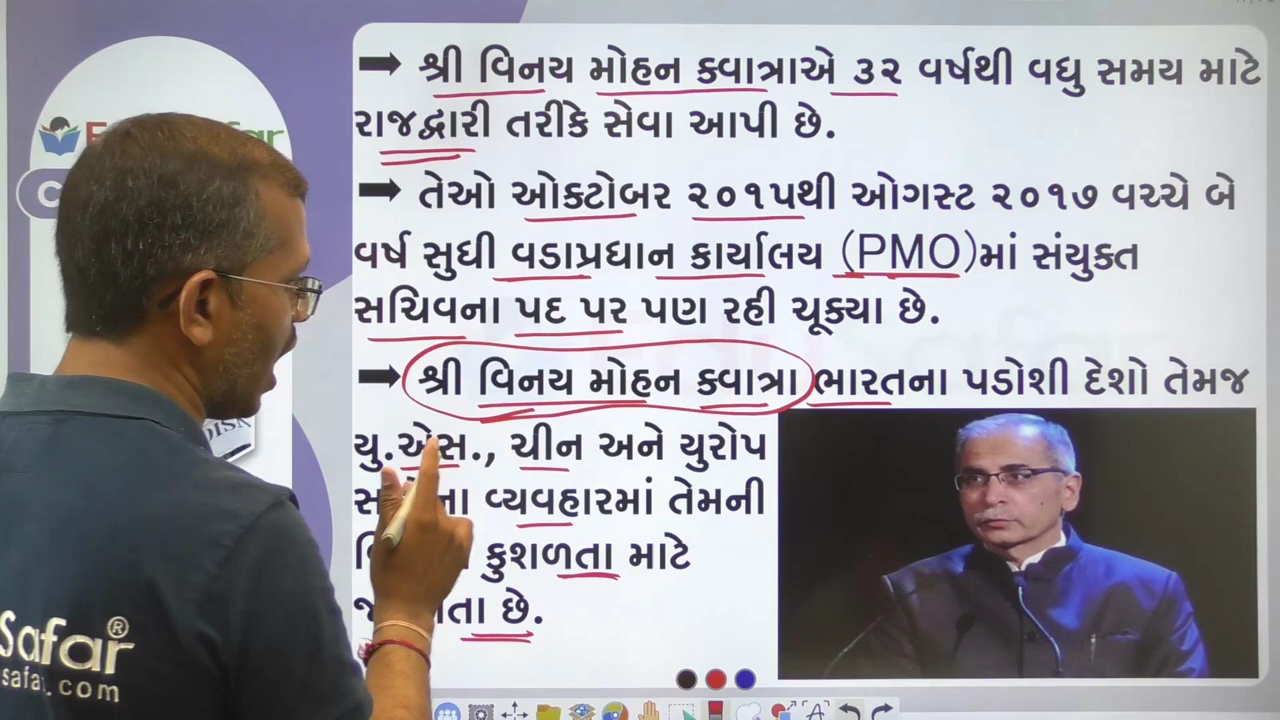 ➡ શ્રી વિનય મોહન ક્વાત્રાએ ૩૨ વર્ષથી વધુ સમય માટે
રાજદ્વારી તરીકે સેવા આપી છે.
➡ તેઓ ઓક્ટોબર ૨૦૧૫થી ઓગસ્ટ ૨૦૧૭ વચ્ચે બે
વર્ષ સુધી વડાપ્રધાન કાર્યાલય (PMO)માં સંયુક્ત
સચિવના પદ પર પણ રહી ચૂક્યા છે.
➡ શ્રી વિનય મોહન ક્વાત્રા ભારતના પડોશી દેશો તેમજ
યુ.એસ., ચીન અને યુરોપ
વ્યવહારમાં તેમની
કુશળતા માટે
છે.
Safar®